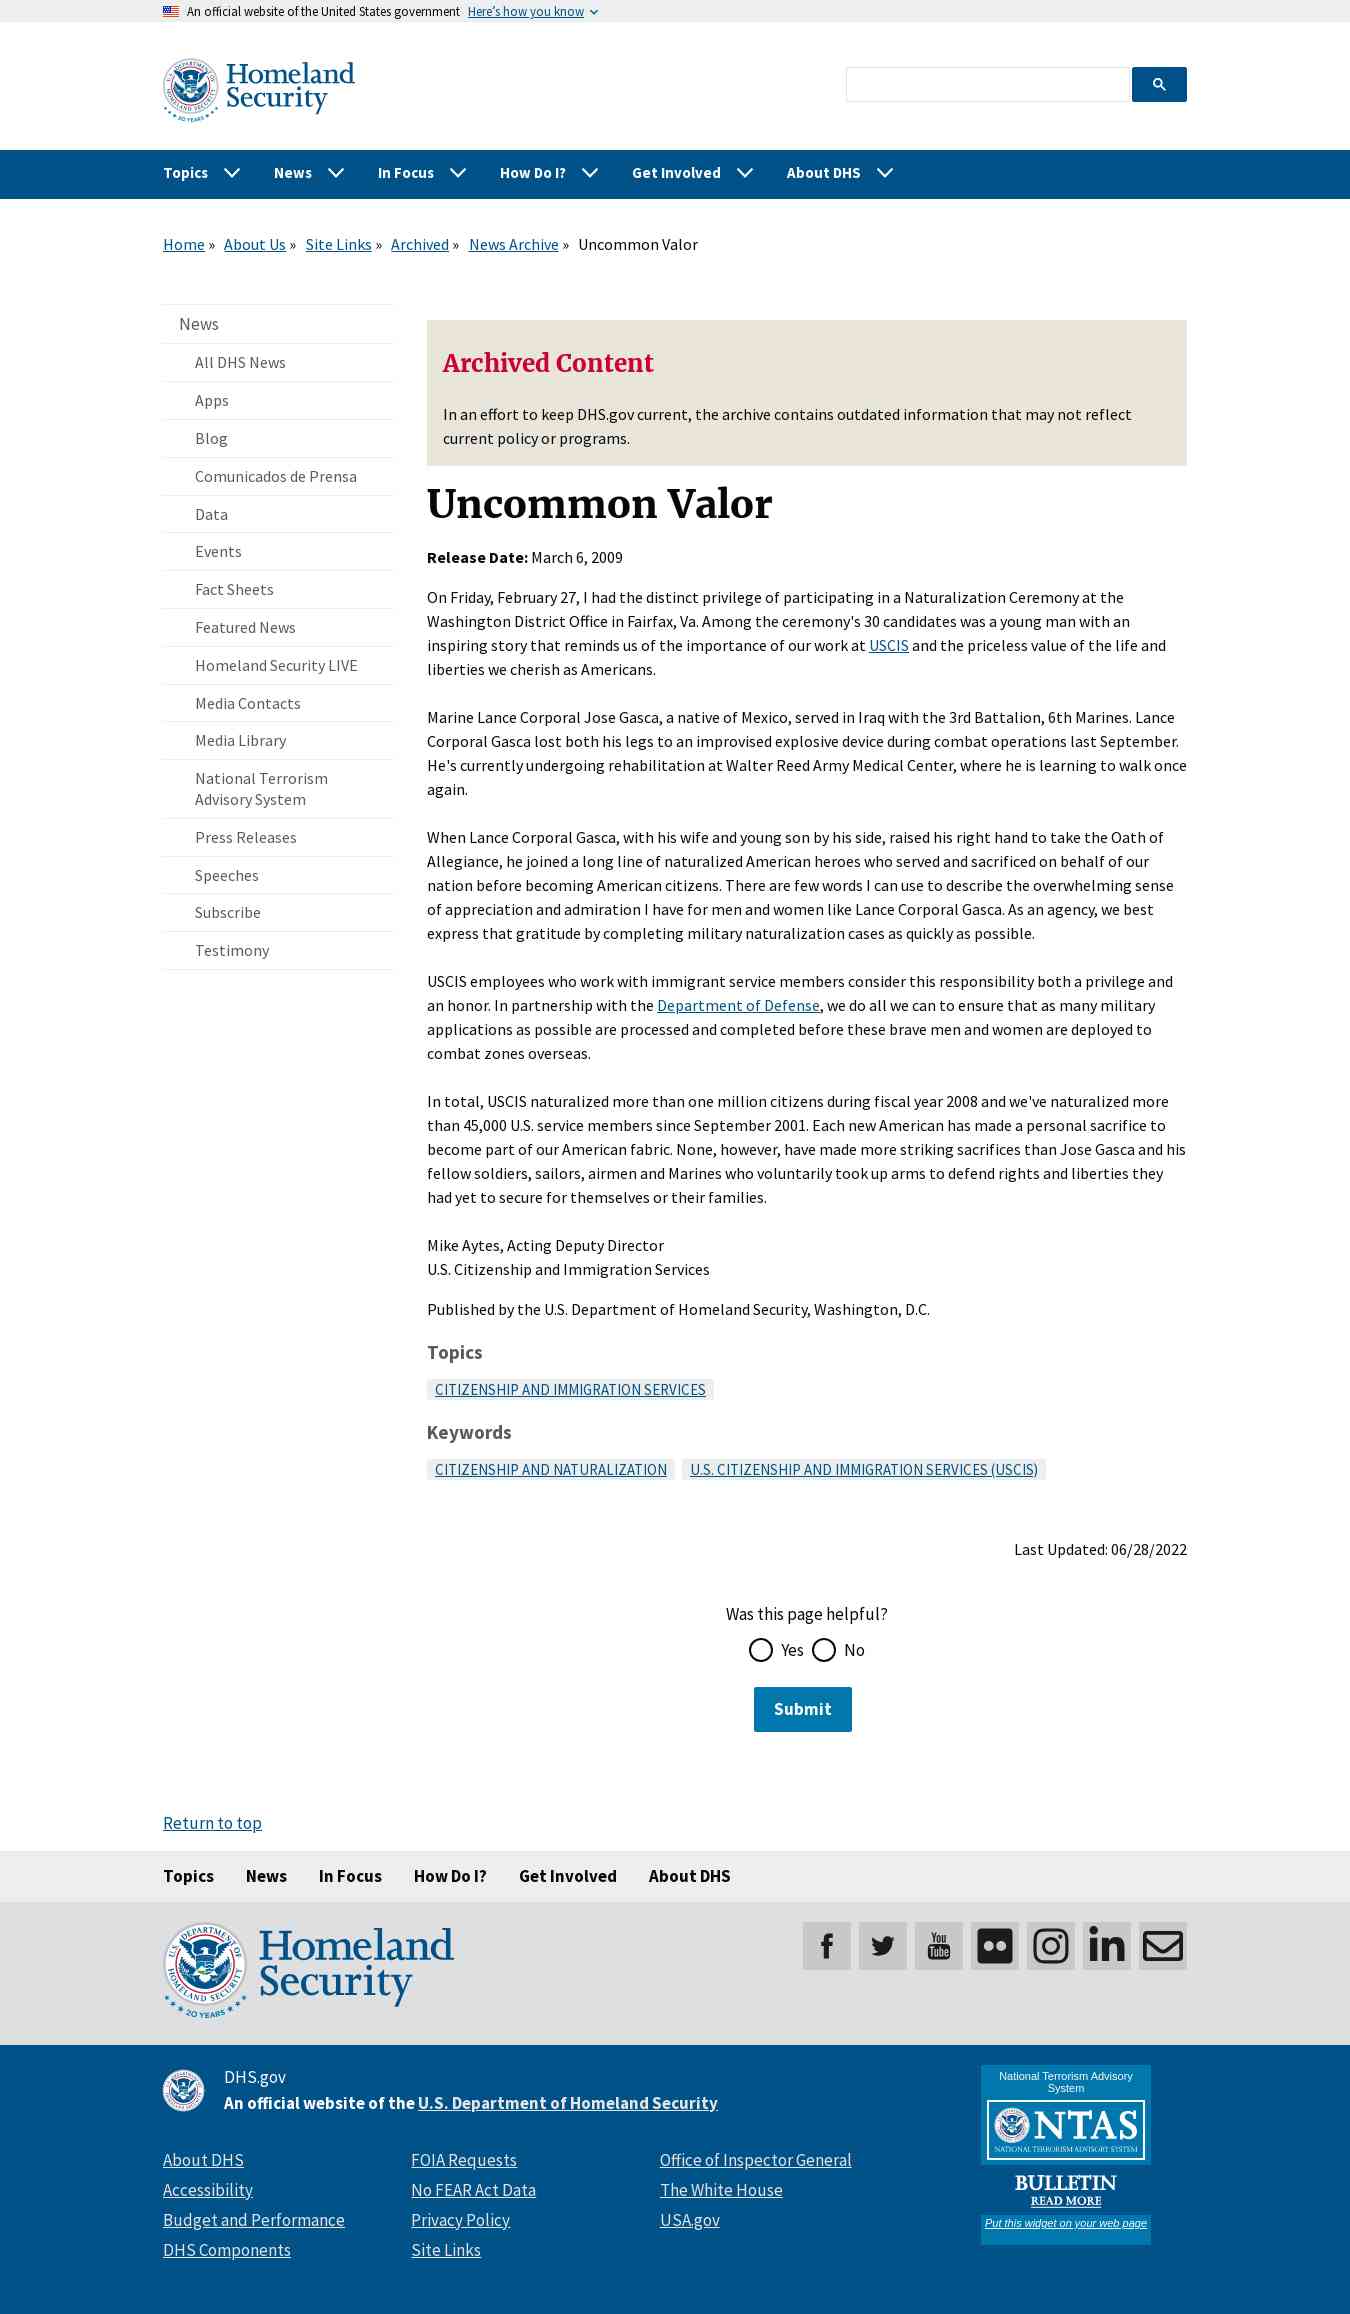 An official website of the United States government Here's how you know
Homeland
Security
Topics News In Focus How Do I? Get Involved About DHS
Home » About Us » Site Links » Archived » News Archive » Uncommon Valor
News
All DHS News
Apps
Blog
Comunicados de Prensa
Data
Events
Fact Sheets
Featured News
Homeland Security LIVE
Media Contacts
Media Library
National Terrorism
Advisory System
Press Releases
Speeches
Subscribe
Testimony
Archived Content
In an effort to keep DHS.gov current, the archive contains outdated information that may not reflect
current policy or programs.
Uncommon Valor
Release Date: March 6, 2009
On Friday, February 27, I had the distinct privilege of participating in a Naturalization Ceremony at the
Washington District Office in Fairfax, Va. Among the ceremony's 30 candidates was a young man with an
inspiring story that reminds us of the importance of our work at USCIS and the priceless value of the life and
liberties we cherish as Americans.
Marine Lance Corporal Jose Gasca, a native of Mexico, served in Iraq with the 3rd Battalion, 6th Marines. Lance
Corporal Gasca lost both his legs to an improvised explosive device during combat operations last September.
He's currently undergoing rehabilitation at Walter Reed Army Medical Center, where he is learning to walk once
again.
When Lance Corporal Gasca, with his wife and young son by his side, raised his right hand to take the Oath of
Allegiance, he joined a long line of naturalized American heroes who served and sacrificed on behalf of our
nation before becoming American citizens. There are few words I can use to describe the overwhelming sense
of appreciation and admiration I have for men and women like Lance Corporal Gasca. As an agency, we best
express that gratitude by completing military naturalization cases as quickly as possible.
USCIS employees who work with immigrant service members consider this responsibility both a privilege and
an honor. In partnership with the Department of Defense, we do all we can to ensure that as many military
applications as possible are processed and completed before these brave men and women are deployed to
combat zones overseas.
In total, USCIS naturalized more than one million citizens during fiscal year 2008 and we've naturalized more
than 45,000 U.S. service members since September 2001. Each new American has made a personal sacrifice to
become part of our American fabric. None, however, have made more striking sacrifices than Jose Gasca and his
fellow soldiers, sailors, airmen and Marines who voluntarily took up arms to defend rights and liberties they
had yet to secure for themselves or their families.
Mike Aytes, Acting Deputy Director
U.S. Citizenship and Immigration Services
Published by the U.S. Department of Homeland Security, Washington, D.C.
Topics
CITIZENSHIP AND IMMIGRATION SERVICES
Keywords
CITIZENSHIP AND NATURALIZATION U.S. CITIZENSHIP AND IMMIGRATION SERVICES (USCIS)
Last Updated: 06/28/2022
Was this page helpful?
Yes No
Submit
Return to top
Topics News In Focus How Do I? Get Involved About DHS
U.S. DEPARTMENT OF HOMELAND SECURITY
20 YEARS
Homeland
Security
You
Tube
in
DHS.gov
An official website of the U.S. Department of Homeland Security
About DHS
Accessibility
Budget and Performance
DHS Components
FOIA Requests
No FEAR Act Data
Privacy Policy
Site Links
Office of Inspector General
The White House
USA.gov
National Terrorism Advisory
System
NTAS
NATIONAL TERRORISM ADVISORY SYSTEM
BULLETIN
READ MORE
Put this widget on your web page